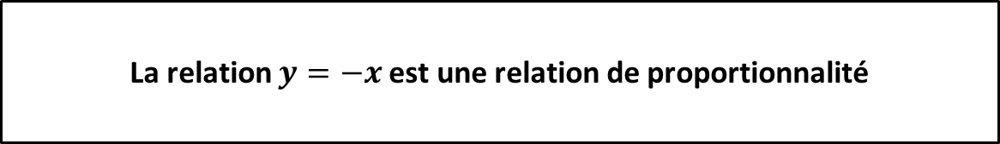 La relation y = −x est une relation de proportionnalité